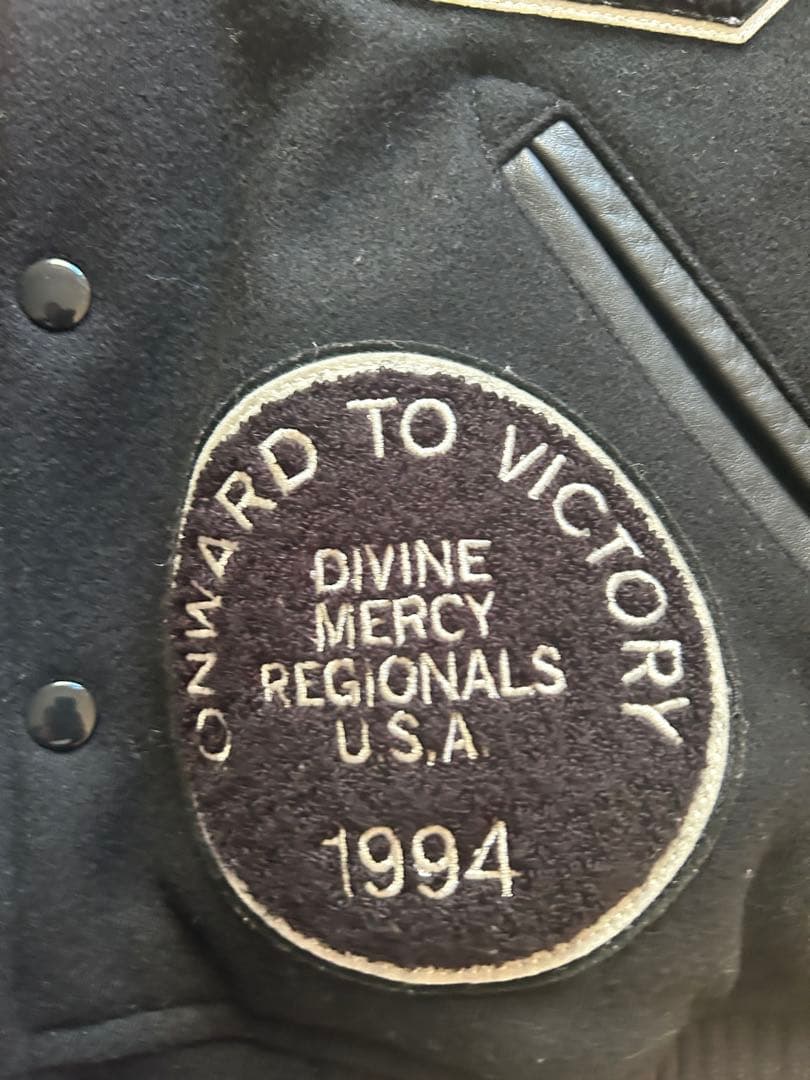 ONWARD TO VICTORY
DIVINE
MERCY
REGIONALS
U.S.A.
1994